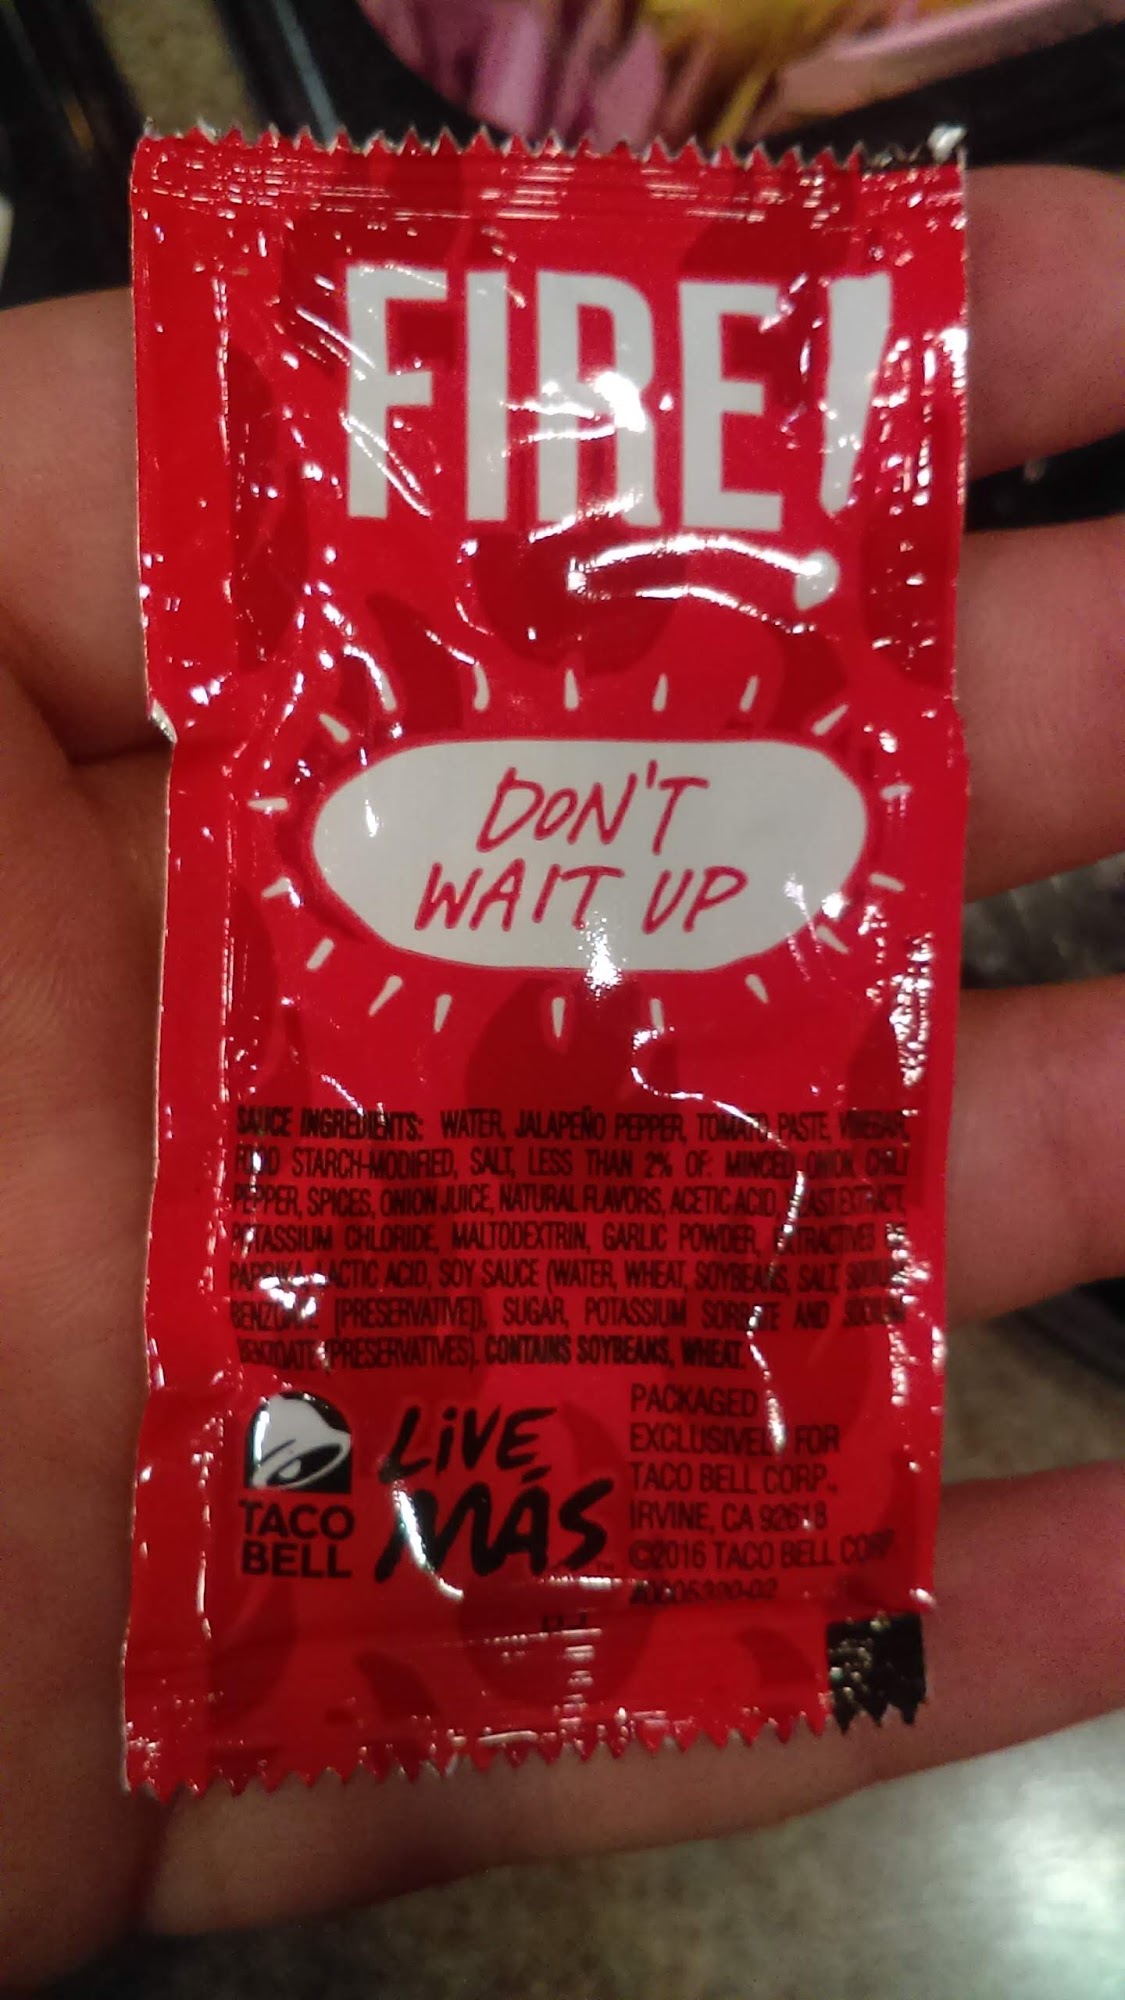 FIRE!
DON'T
WAIT UP
SAUCE INGREDIENTS: WATER, JALAPEÑO PEPPER, TOMATO PASTE, VINEGAR,
FOOD STARCH-MODIFIED, SALT, LESS THAN 2% OF: MINCED ONION, CHILI
PEPPER, SPICES, ONION JUICE, NATURAL FLAVORS, ACETIC ACID, YEAST EXTRACT,
POTASSIUM CHLORIDE, MALTODEXTRIN, GARLIC POWDER, EXTRACTIVES OF
PAPRIKA, LACTIC ACID, SOY SAUCE (WATER, WHEAT, SOYBEANS, SALT, SODIUM
BENZOATE [PRESERVATIVE]), SUGAR, POTASSIUM SORBATE AND SODIUM
BENZOATE (PRESERVATIVES). CONTAINS SOYBEANS, WHEAT.
TACO
BELL
LIVE
MÁS™
PACKAGED
EXCLUSIVELY FOR
TACO BELL CORP.,
IRVINE, CA 92618
©2016 TACO BELL CORP.